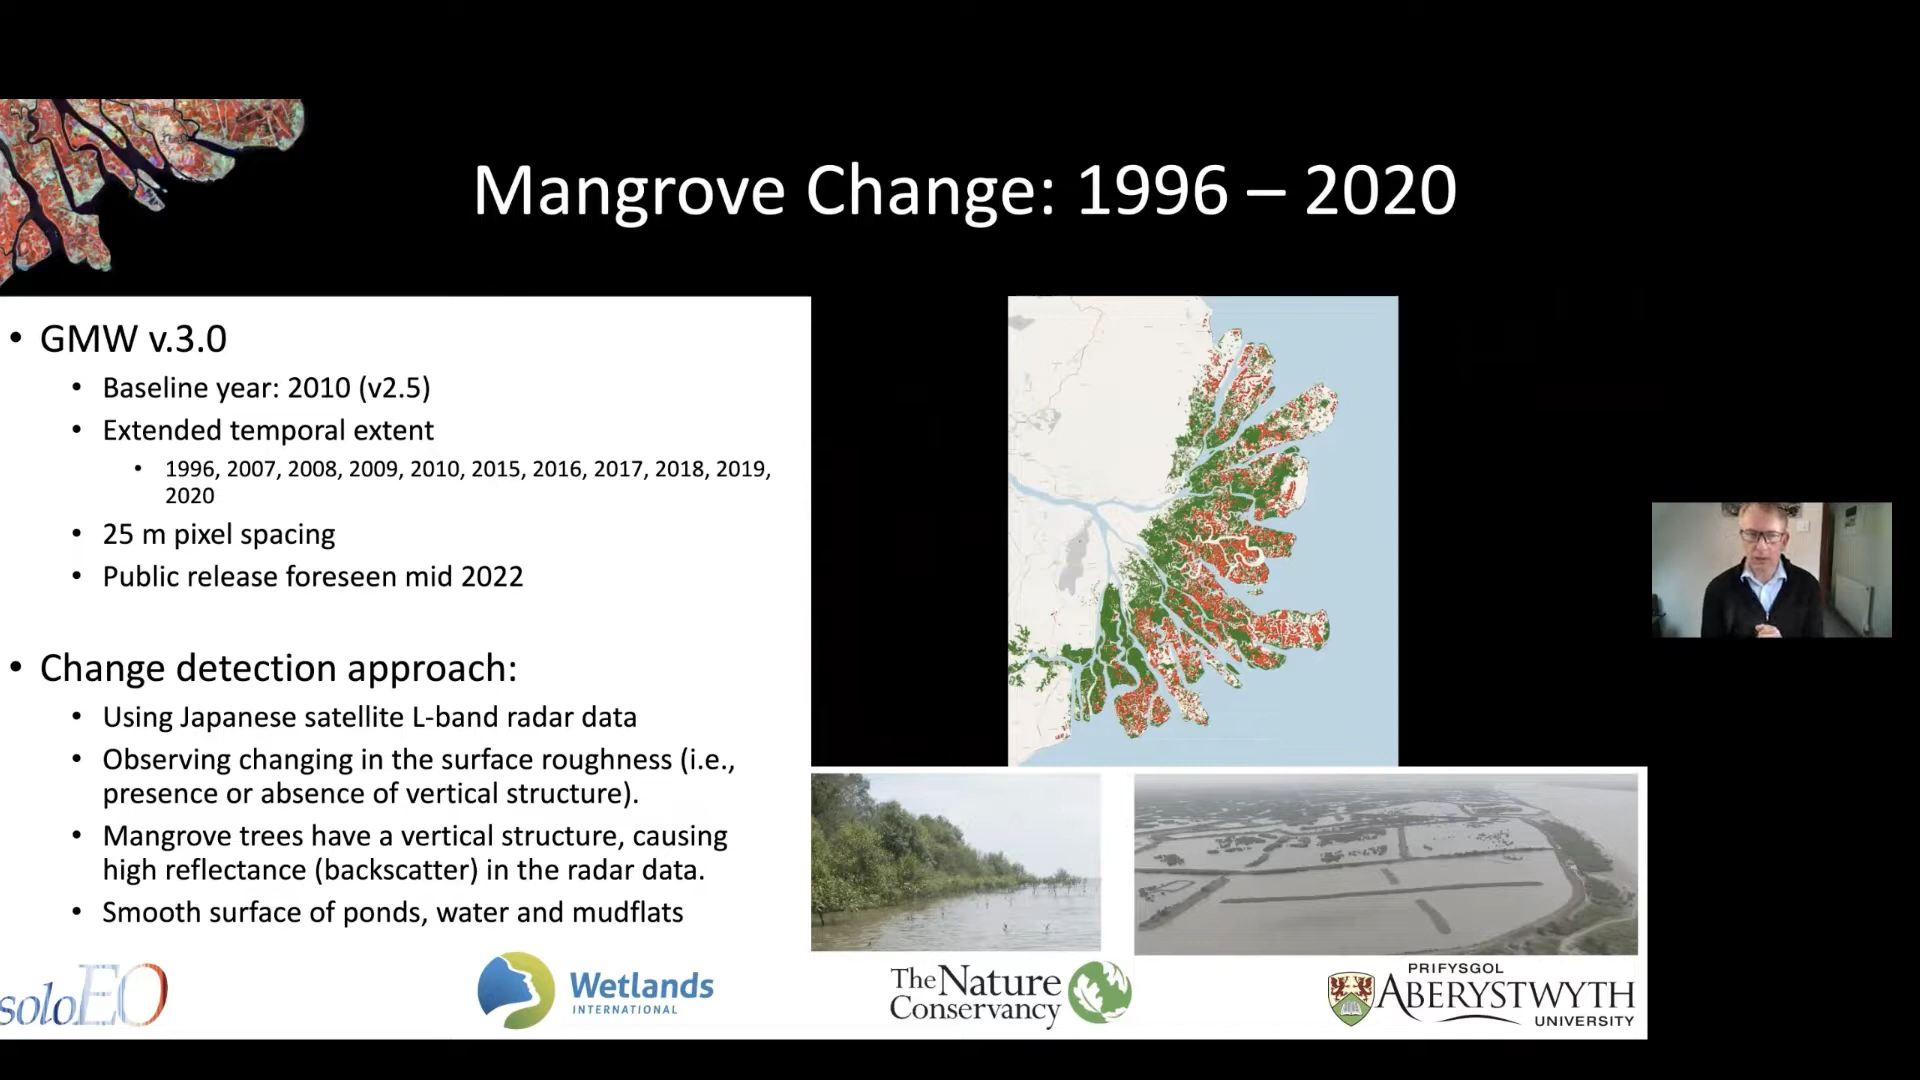 Mangrove Change: 1996 – 2020
• GMW v.3.0
• Baseline year: 2010 (v2.5)
• Extended temporal extent
• 1996, 2007, 2008, 2009, 2010, 2015, 2016, 2017, 2018, 2019,
2020
• 25 m pixel spacing
• Public release foreseen mid 2022
• Change detection approach:
• Using Japanese satellite L-band radar data
• Observing changing in the surface roughness (i.e.,
presence or absence of vertical structure).
• Mangrove trees have a vertical structure, causing
high reflectance (backscatter) in the radar data.
• Smooth surface of ponds, water and mudflats
soloEO
Wetlands
INTERNATIONAL
The Nature
Conservancy
PRIFYSGOL
ABERYSTWYTH
UNIVERSITY